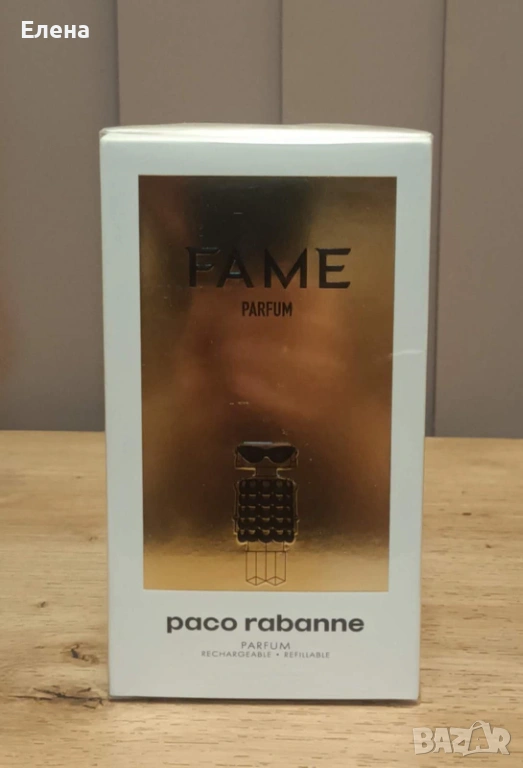 Елена
FAME
PARFUM
paco rabanne
PARFUM
RECHARGEABLE • REFILLABLE
BAZAR